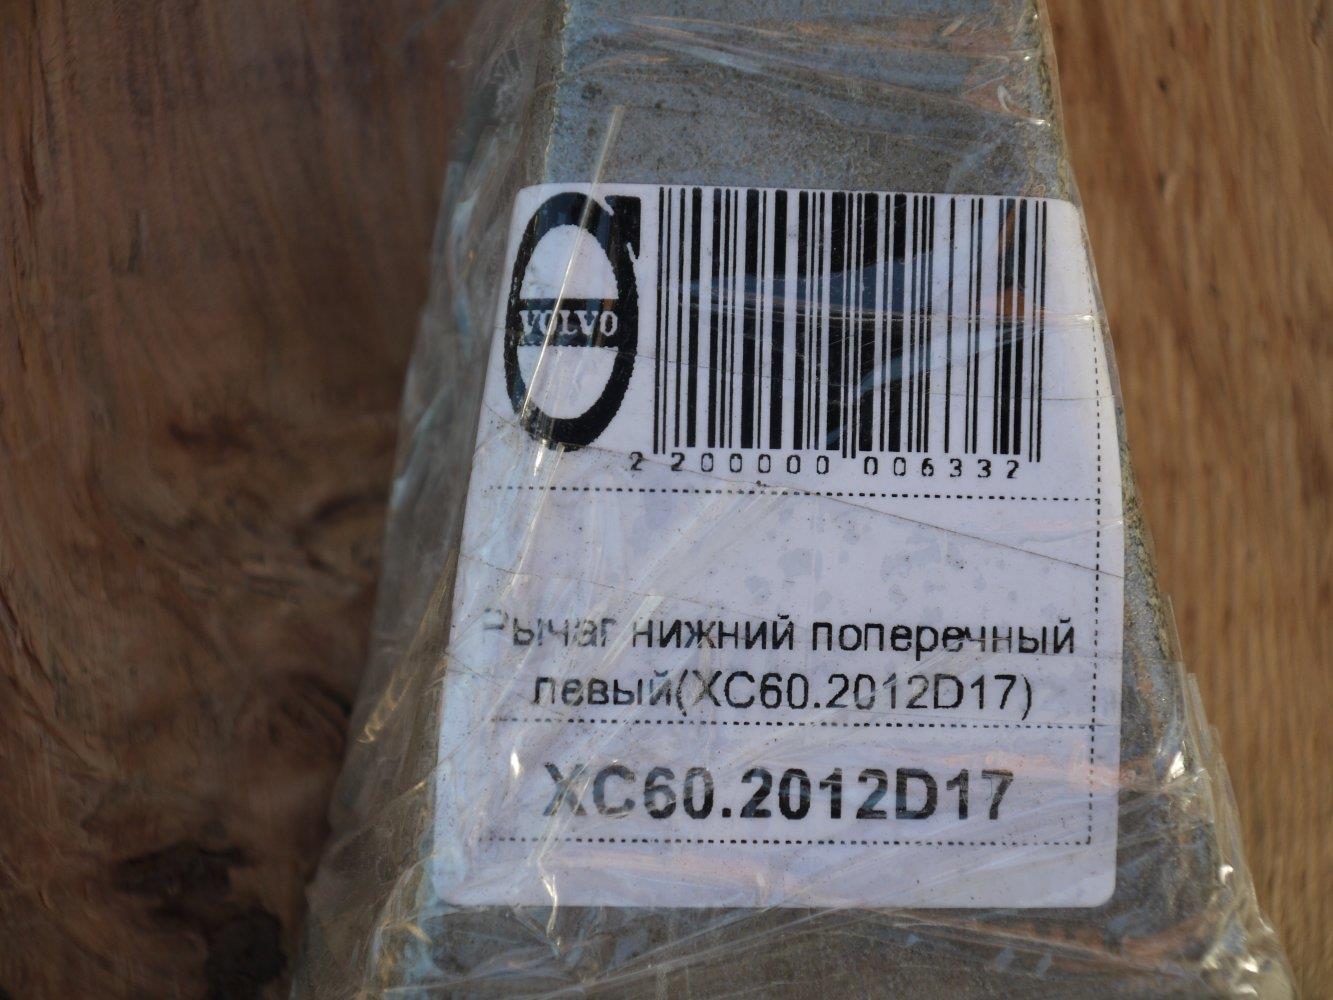 VOLVO
2 200000 006332
Рычаг нижний поперечный
левый(XC60.2012D17)
XC60.2012D17